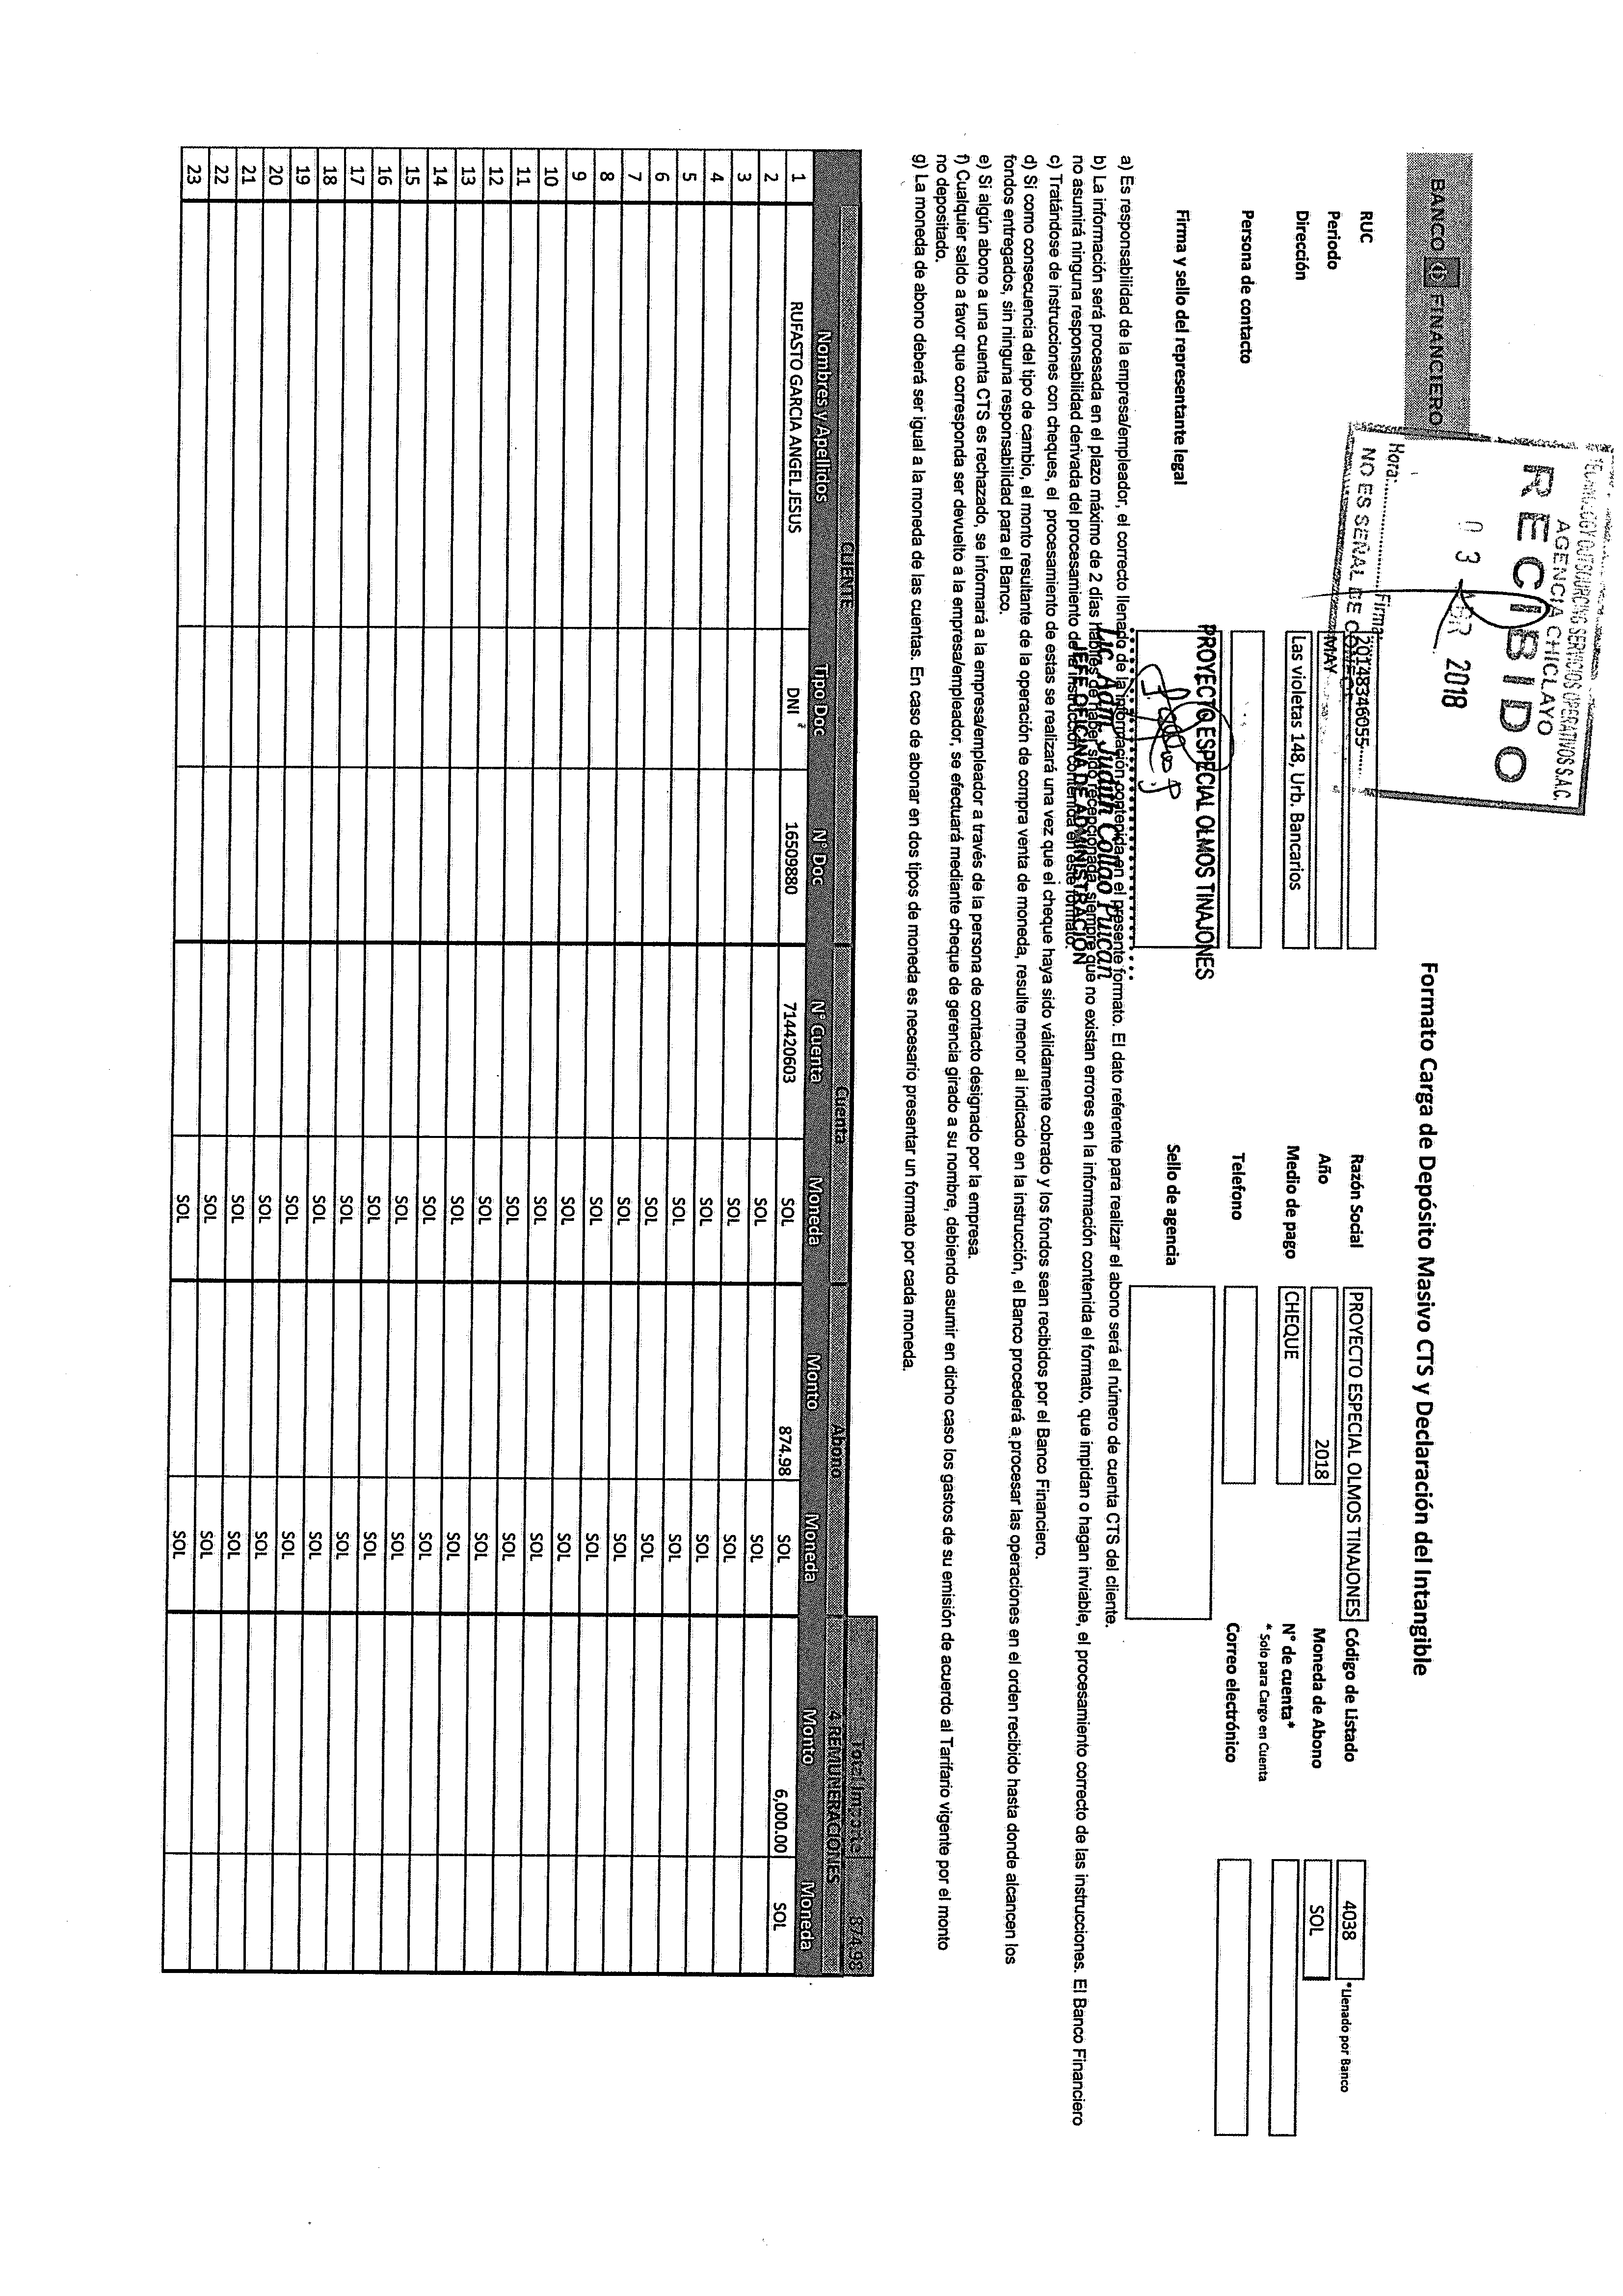 BANCO FINANCIERO
TECHNOLOGY OUTSOURCING SERVICIOS OPERATIVOS S.A.C.
AGENCIA CHICLAYO
RECIBIDO
03 ABR 2018
Hora:............Firma:............
NO ES SEÑAL DE
Formato Carga de Depósito Masivo CTS y Declaración del Intangible
RUC 20148346055 Razón Social PROYECTO ESPECIAL OLMOS TINAJONES Código de Listado 4038 *Llenado por Banco
Periodo MAY Año 2018 Moneda de Abono SOL
Dirección Las violetas 148, Urb. Bancarios Medio de pago CHEQUE N° de cuenta*
* Solo para Cargo en Cuenta
Persona de contacto Telefono Correo electrónico
Firma y sello del representante legal Sello de agencia
PROYECTO ESPECIAL OLMOS TINAJONES
Lic. Adm. Juan Collao Pucan
JEFE OFICINA DE ADMINISTRACIÓN
a) Es responsabilidad de la empresa/empleador, el correcto llenado de la información contenida en el presente formato. El dato referente para realizar el abono será el número de cuenta CTS del cliente.
b) La información será procesada en el plazo máximo de 2 días hábiles de haber sido recepcionada, siempre que no existan errores en la información contenida el formato, que impidan o hagan inviable, el procesamiento correcto de las instrucciones. El Banco Financiero
no asumirá ninguna responsabilidad derivada del procesamiento de la instrucción contenida en este formato.
c) Tratándose de instrucciones con cheques, el procesamiento de estas se realizará una vez que el cheque haya sido válidamente cobrado y los fondos sean recibidos por el Banco Financiero.
d) Si como consecuencia del tipo de cambio, el monto resultante de la operación de compra venta de moneda, resulte menor al indicado en la instrucción, el Banco procederá a procesar las operaciones en el orden recibido hasta donde alcancen los
fondos entregados, sin ninguna responsabilidad para el Banco.
e) Si algún abono a una cuenta CTS es rechazado, se informará a la empresa/empleador a través de la persona de contacto designado por la empresa.
f) Cualquier saldo a favor que corresponda ser devuelto a la empresa/empleador, se efectuará mediante cheque de gerencia girado a su nombre, debiendo asumir en dicho caso los gastos de su emisión de acuerdo al Tarifario vigente por el monto
no depositado.
g) La moneda de abono deberá ser igual a la moneda de las cuentas. En caso de abonar en dos tipos de moneda es necesario presentar un formato por cada moneda.
Total Importe 874.98
CLIENTE Cuenta Abono 4 REMUNERACIONES
Nombres y Apellidos Tipo Doc N° Doc N° Cuenta Moneda Monto Moneda Monto Moneda
1 RUFASTO GARCIA ANGEL JESUS DNI 16509880 714420603 SOL 874.98 SOL 6,000.00 SOL
2 SOL SOL
3 SOL SOL
4 SOL SOL
5 SOL SOL
6 SOL SOL
7 SOL SOL
8 SOL SOL
9 SOL SOL
10 SOL SOL
11 SOL SOL
12 SOL SOL
13 SOL SOL
14 SOL SOL
15 SOL SOL
16 SOL SOL
17 SOL SOL
18 SOL SOL
19 SOL SOL
20 SOL SOL
21 SOL SOL
22 SOL SOL
23 SOL SOL